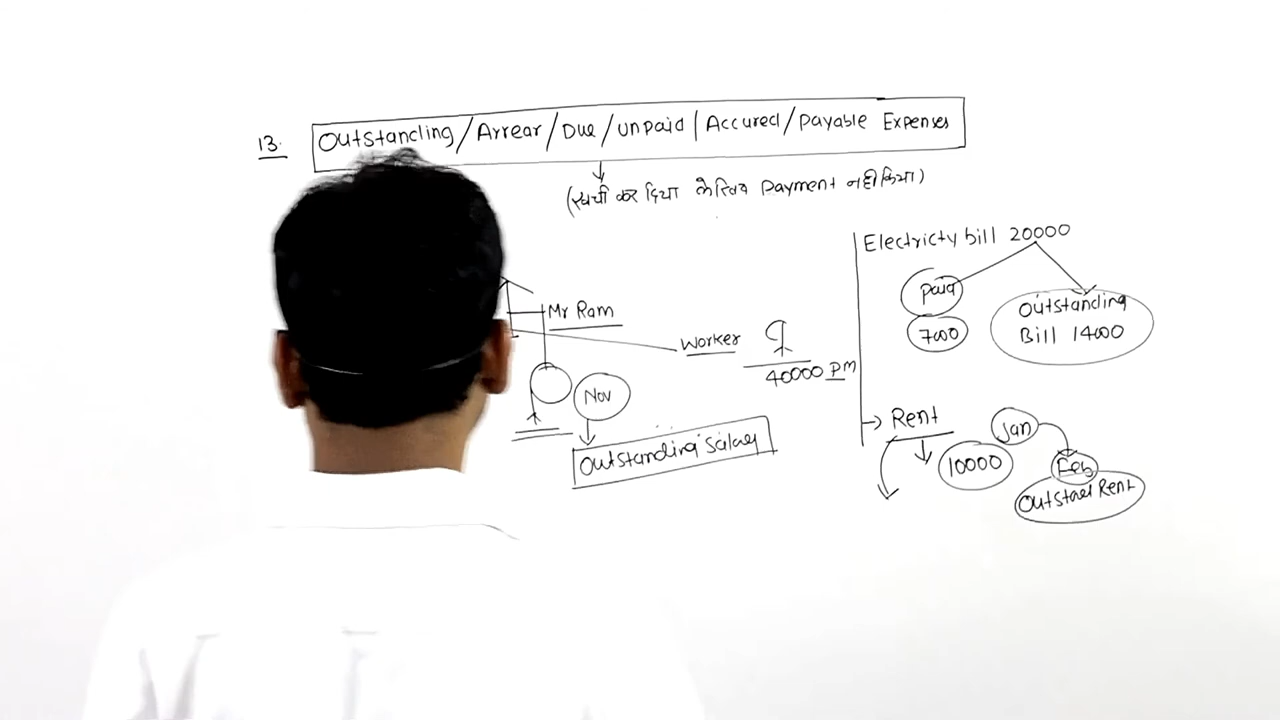 13. Outstanding/Arrear/Due/unpaid/Accured/payable Expenses
(खर्चा कर दिया लेकिन payment नही किया)
Electricty bill 20000
paid
7000
Outstanding
Bill 14000
Mr Ram
Worker
40000 PM
Nov
Outstanding Salary
Rent
Jan
10000
Feb
Outstand Rent